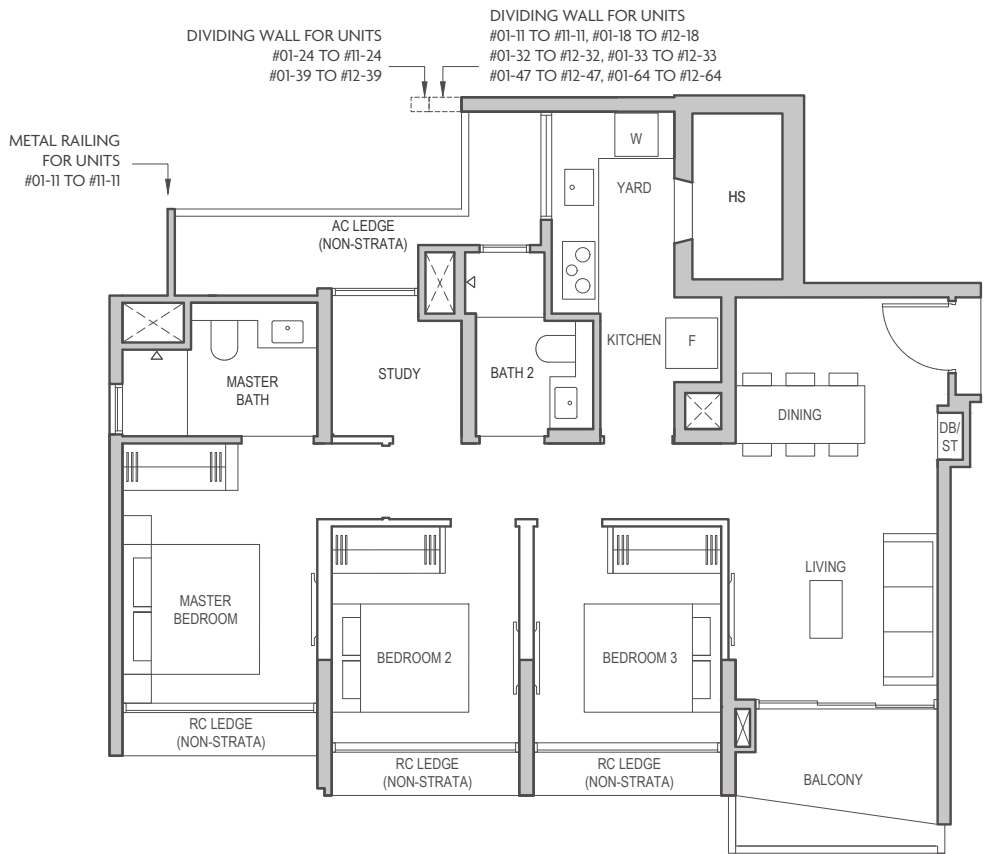 DIVIDING WALL FOR UNITS
#01-24 TO #11-24
#01-39 TO #12-39
DIVIDING WALL FOR UNITS
#01-11 TO #11-11, #01-18 TO #12-18
#01-32 TO #12-32, #01-33 TO #12-33
#01-47 TO #12-47, #01-64 TO #12-64
METAL RAILING
FOR UNITS
#01-11 TO #11-11
W
YARD
HS
AC LEDGE
(NON-STRATA)
KITCHEN
F
MASTER
BATH
STUDY
BATH 2
DINING
DB/
ST
MASTER
BEDROOM
BEDROOM 2
BEDROOM 3
LIVING
RC LEDGE
(NON-STRATA)
RC LEDGE
(NON-STRATA)
RC LEDGE
(NON-STRATA)
BALCONY